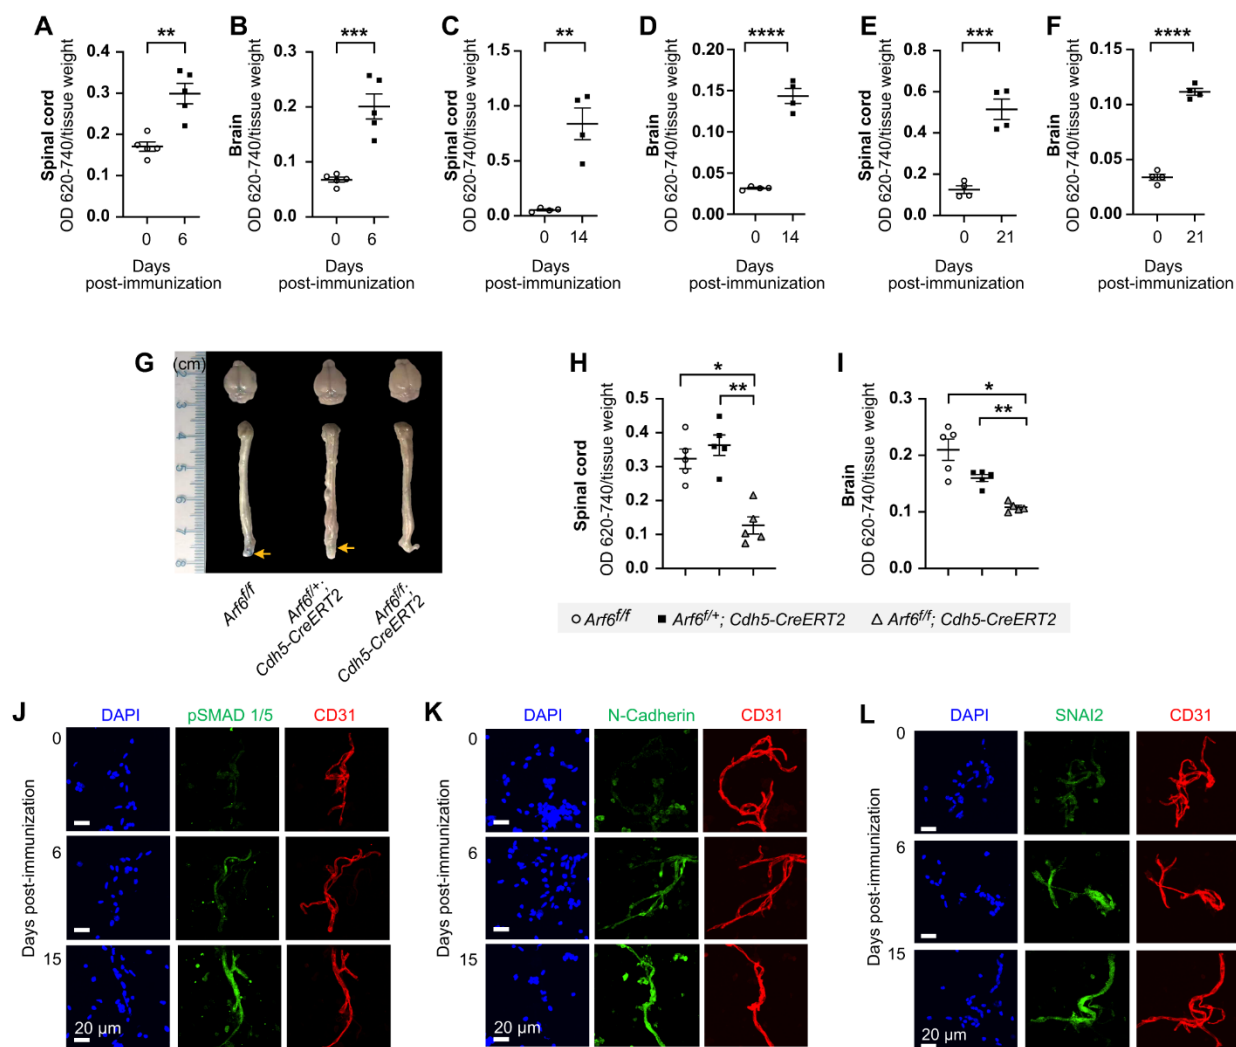 A
**
Spinal cord
OD 620-740/tissue weight
0.4
0.3
0.2
0.1
0.0
0
6
Days
post-immunization
B
***
Brain
OD 620-740/tissue weight
0.3
0.2
0.1
0.0
0
6
Days
post-immunization
C
**
Spinal cord
OD 620-740/tissue weight
1.5
1.0
0.5
0.0
0
14
Days
post-immunization
D
****
Brain
OD 620-740/tissue weight
0.20
0.15
0.10
0.05
0.00
0
14
Days
post-immunization
E
***
Spinal cord
OD 620-740/tissue weight
0.8
0.6
0.4
0.2
0.0
0
21
Days
post-immunization
F
****
Brain
OD 620-740/tissue weight
0.15
0.10
0.05
0.00
0
21
Days
post-immunization
G
(cm)
2
3
4
5
6
7
8
Arf6f/f
Arf6f/+;
Cdh5-CreERT2
Arf6f/f;
Cdh5-CreERT2
H
*
**
Spinal cord
OD 620-740/tissue weight
0.5
0.4
0.3
0.2
0.1
0.0
I
*
**
Brain
OD 620-740/tissue weight
0.3
0.2
0.1
0.0
Arf6f/f
Arf6f/+; Cdh5-CreERT2
Arf6f/f; Cdh5-CreERT2
J
DAPI
pSMAD 1/5
CD31
Days post-immunization
0
6
15
20 µm
K
DAPI
N-Cadherin
CD31
Days post-immunization
0
6
15
20 µm
L
DAPI
SNAI2
CD31
Days post-immunization
0
6
15
20 µm